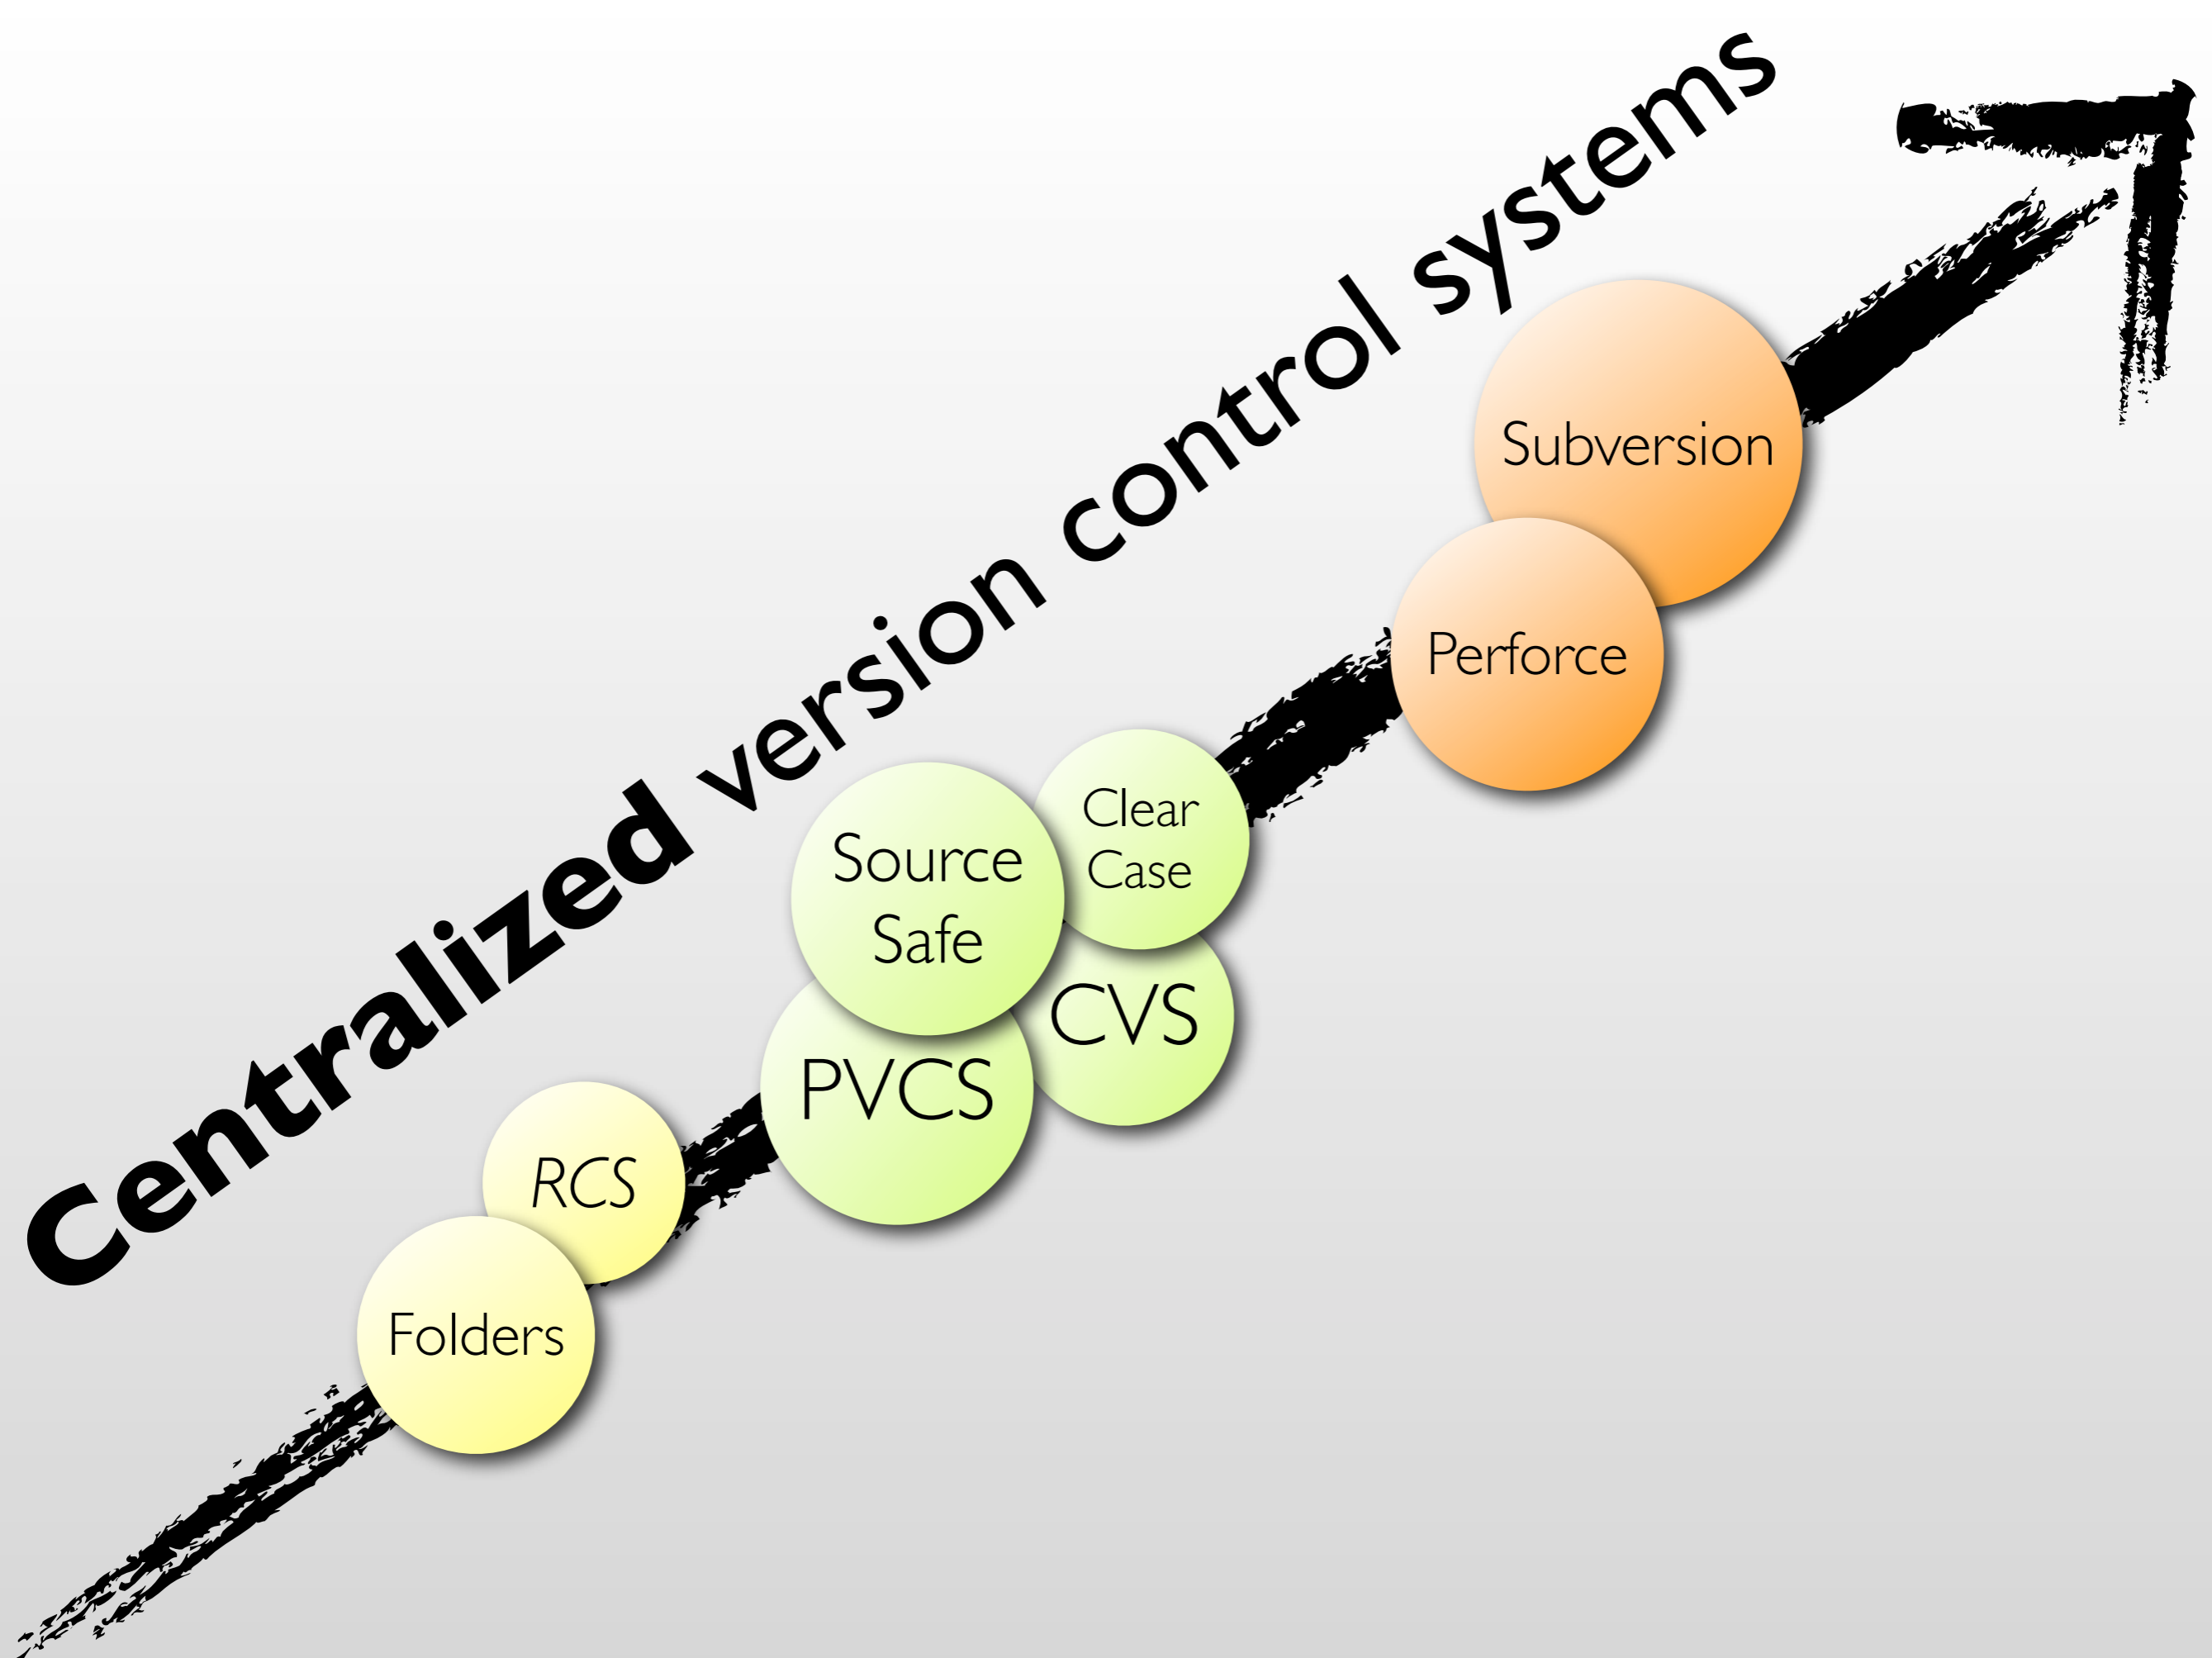 Centralized version control systems
Subversion
Perforce
Clear
Case
Source
Safe
CVS
PVCS
RCS
Folders